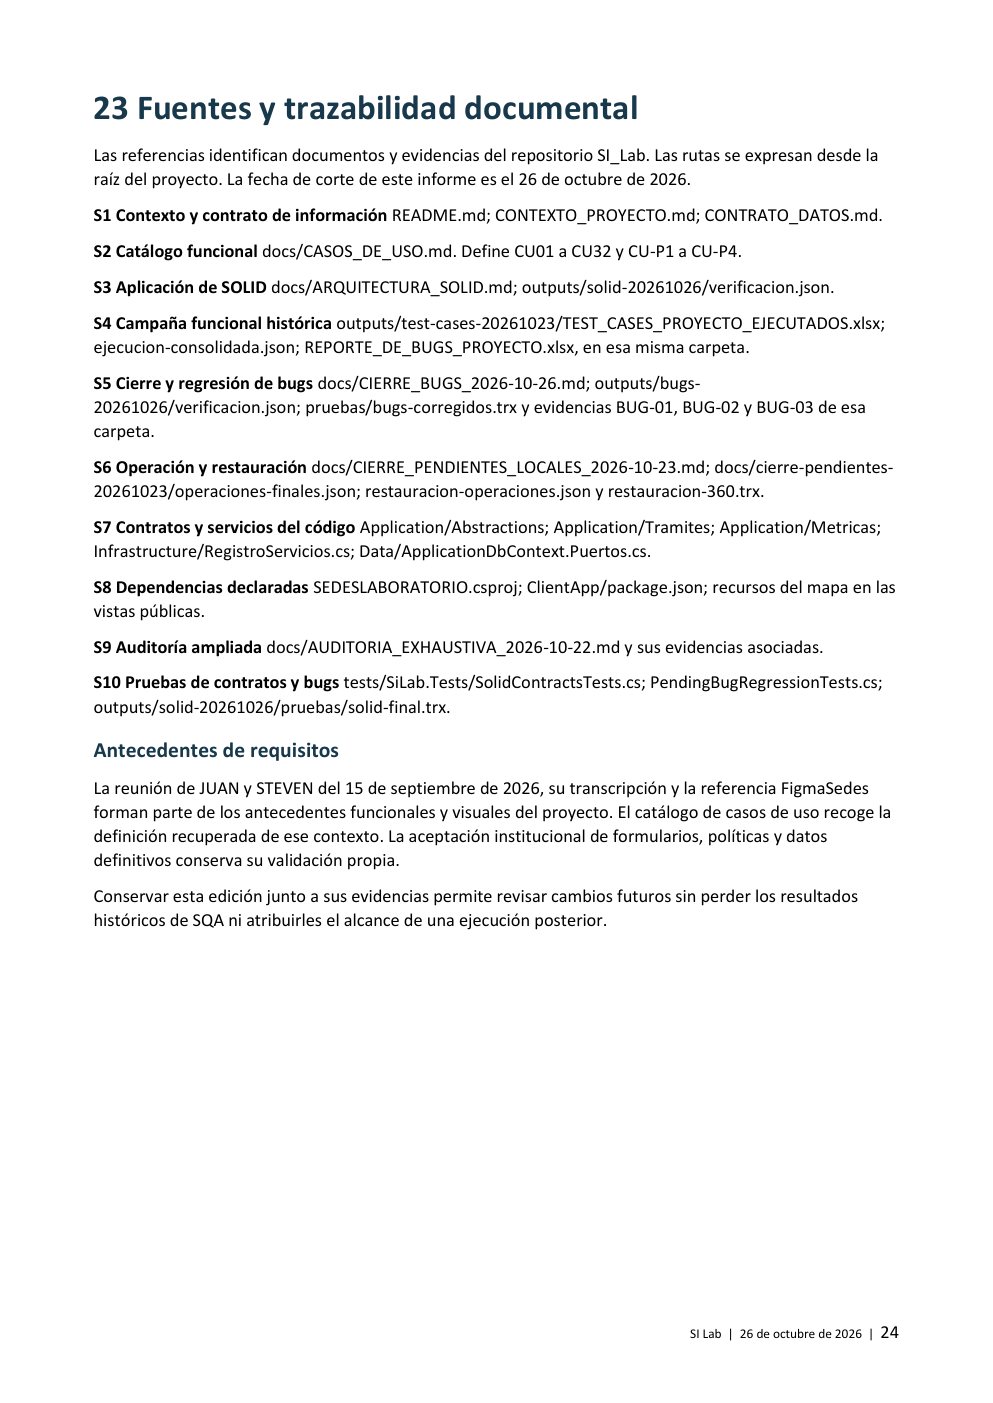 23 Fuentes y trazabilidad documental
Las referencias identifican documentos y evidencias del repositorio SI_Lab. Las rutas se expresan desde la
raíz del proyecto. La fecha de corte de este informe es el 26 de octubre de 2026.
S1 Contexto y contrato de información README.md; CONTEXTO_PROYECTO.md; CONTRATO_DATOS.md.
S2 Catálogo funcional docs/CASOS_DE_USO.md. Define CU01 a CU32 y CU-P1 a CU-P4.
S3 Aplicación de SOLID docs/ARQUITECTURA_SOLID.md; outputs/solid-20261026/verificacion.json.
S4 Campaña funcional histórica outputs/test-cases-20261023/TEST_CASES_PROYECTO_EJECUTADOS.xlsx;
ejecucion-consolidada.json; REPORTE_DE_BUGS_PROYECTO.xlsx, en esa misma carpeta.
S5 Cierre y regresión de bugs docs/CIERRE_BUGS_2026-10-26.md; outputs/bugs-
20261026/verificacion.json; pruebas/bugs-corregidos.trx y evidencias BUG-01, BUG-02 y BUG-03 de esa
carpeta.
S6 Operación y restauración docs/CIERRE_PENDIENTES_LOCALES_2026-10-23.md; docs/cierre-pendientes-
20261023/operaciones-finales.json; restauracion-operaciones.json y restauracion-360.trx.
S7 Contratos y servicios del código Application/Abstractions; Application/Tramites; Application/Metricas;
Infrastructure/RegistroServicios.cs; Data/ApplicationDbContext.Puertos.cs.
S8 Dependencias declaradas SEDESLABORATORIO.csproj; ClientApp/package.json; recursos del mapa en las
vistas públicas.
S9 Auditoría ampliada docs/AUDITORIA_EXHAUSTIVA_2026-10-22.md y sus evidencias asociadas.
S10 Pruebas de contratos y bugs tests/SiLab.Tests/SolidContractsTests.cs; PendingBugRegressionTests.cs;
outputs/solid-20261026/pruebas/solid-final.trx.
Antecedentes de requisitos
La reunión de JUAN y STEVEN del 15 de septiembre de 2026, su transcripción y la referencia FigmaSedes
forman parte de los antecedentes funcionales y visuales del proyecto. El catálogo de casos de uso recoge la
definición recuperada de ese contexto. La aceptación institucional de formularios, políticas y datos
definitivos conserva su validación propia.
Conservar esta edición junto a sus evidencias permite revisar cambios futuros sin perder los resultados
históricos de SQA ni atribuirles el alcance de una ejecución posterior.
SI Lab | 26 de octubre de 2026 | 24